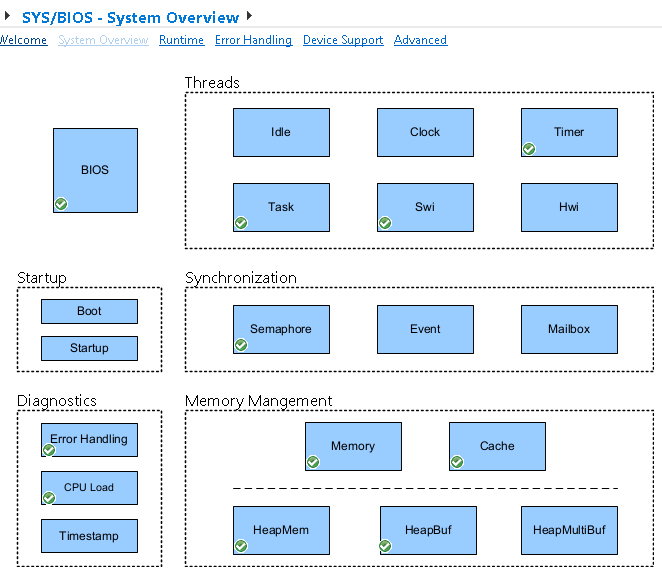 SYS/BIOS - System Overview
Welcome System Overview Runtime Error Handling Device Support Advanced
Threads
BIOS
Idle Clock Timer
Task Swi Hwi
Startup
Boot
Startup
Synchronization
Semaphore Event Mailbox
Diagnostics
Error Handling
CPU Load
Timestamp
Memory Mangement
Memory Cache
HeapMem HeapBuf HeapMultiBuf